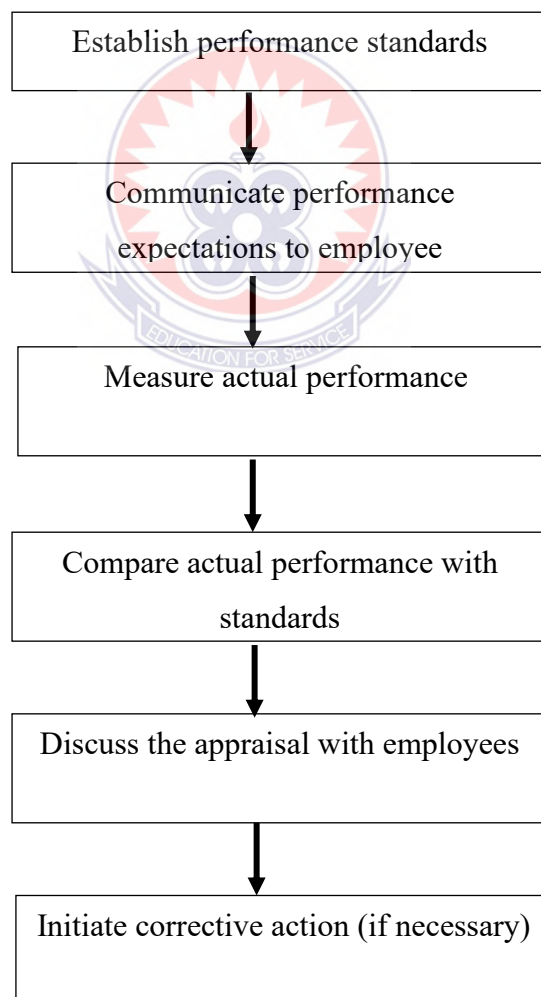 Establish performance standards
Communicate performance
expectations to employee
EDUCATION FOR SERVICE
Measure actual performance
Compare actual performance with
standards
Discuss the appraisal with employees
Initiate corrective action (if necessary)